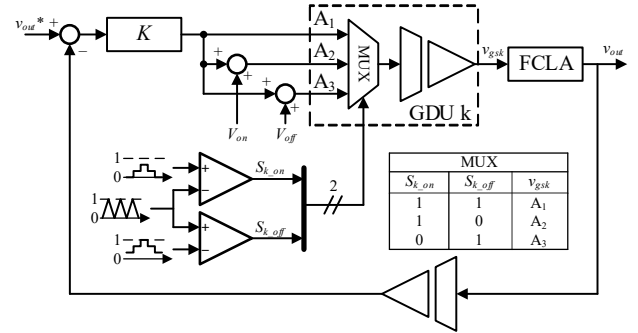 v_out* + − K A₁ v_gsk FCLA v_out
+ + A₂ MUX
+ + A₃
V_on V_off GDU k
1 0 + − S_k_on 2
1 0
1 0 + − S_k_off
MUX
S_k_on S_k_off v_gsk
1 1 A₁
1 0 A₂
0 1 A₃